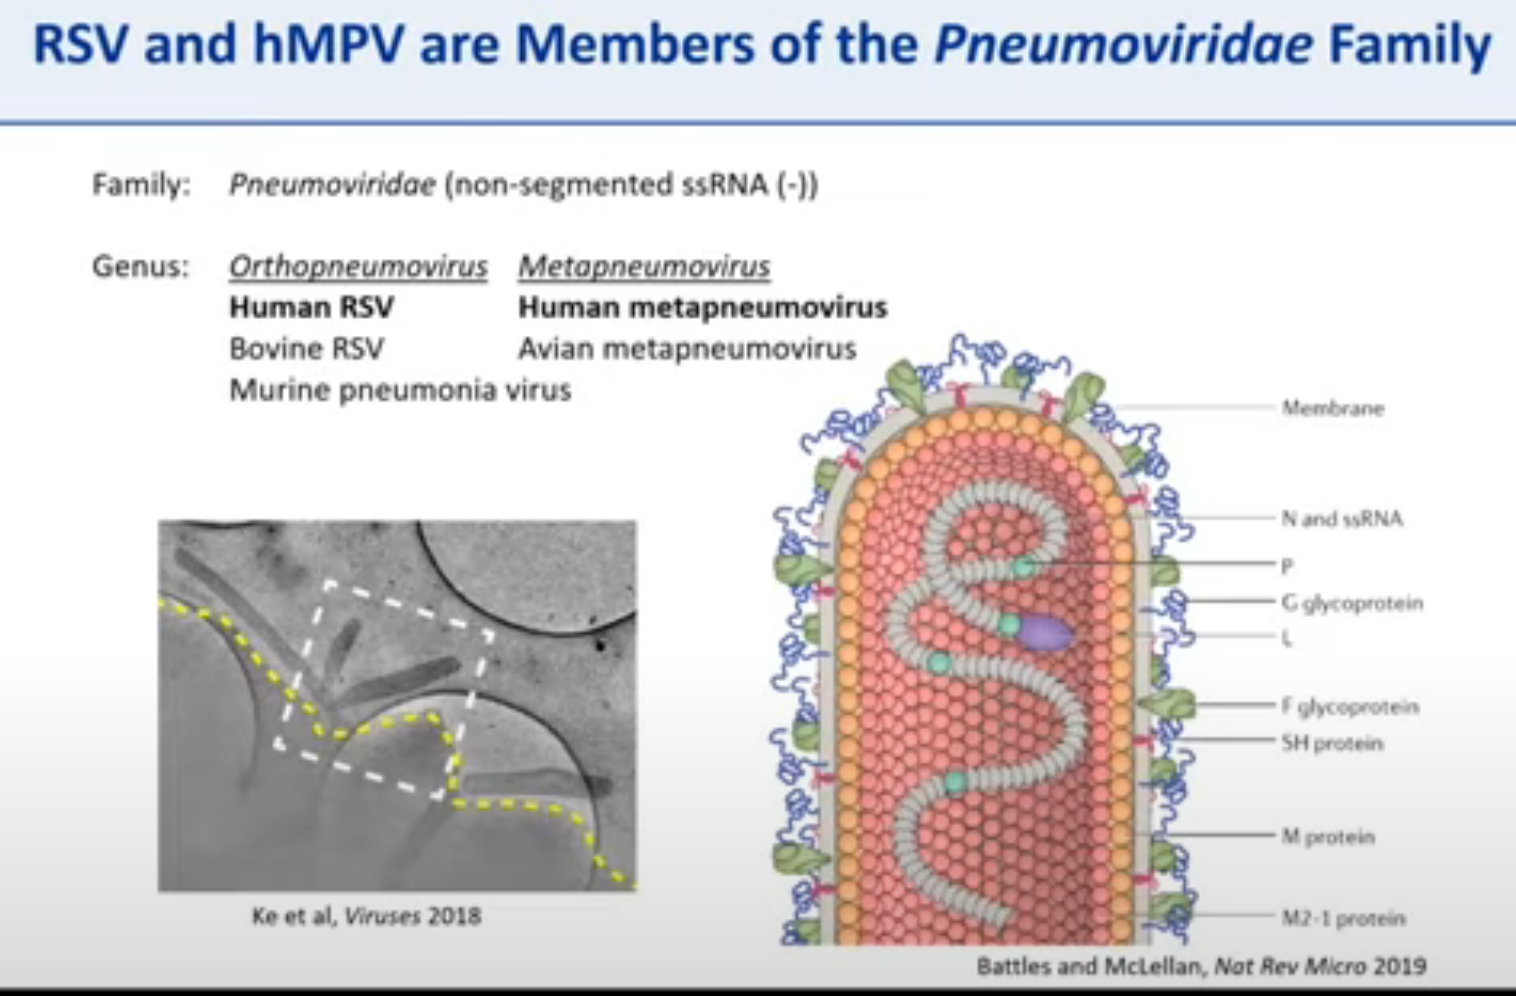 RSV and hMPV are Members of the Pneumoviridae Family
Family: Pneumoviridae (non-segmented ssRNA (-))
Genus: Orthopneumovirus Metapneumovirus
Human RSV Human metapneumovirus
Bovine RSV Avian metapneumovirus
Murine pneumonia virus
Membrane
N and ssRNA
P
G glycoprotein
L
F glycoprotein
SH protein
M protein
M2-1 protein
Ke et al, Viruses 2018
Battles and McLellan, Nat Rev Micro 2019